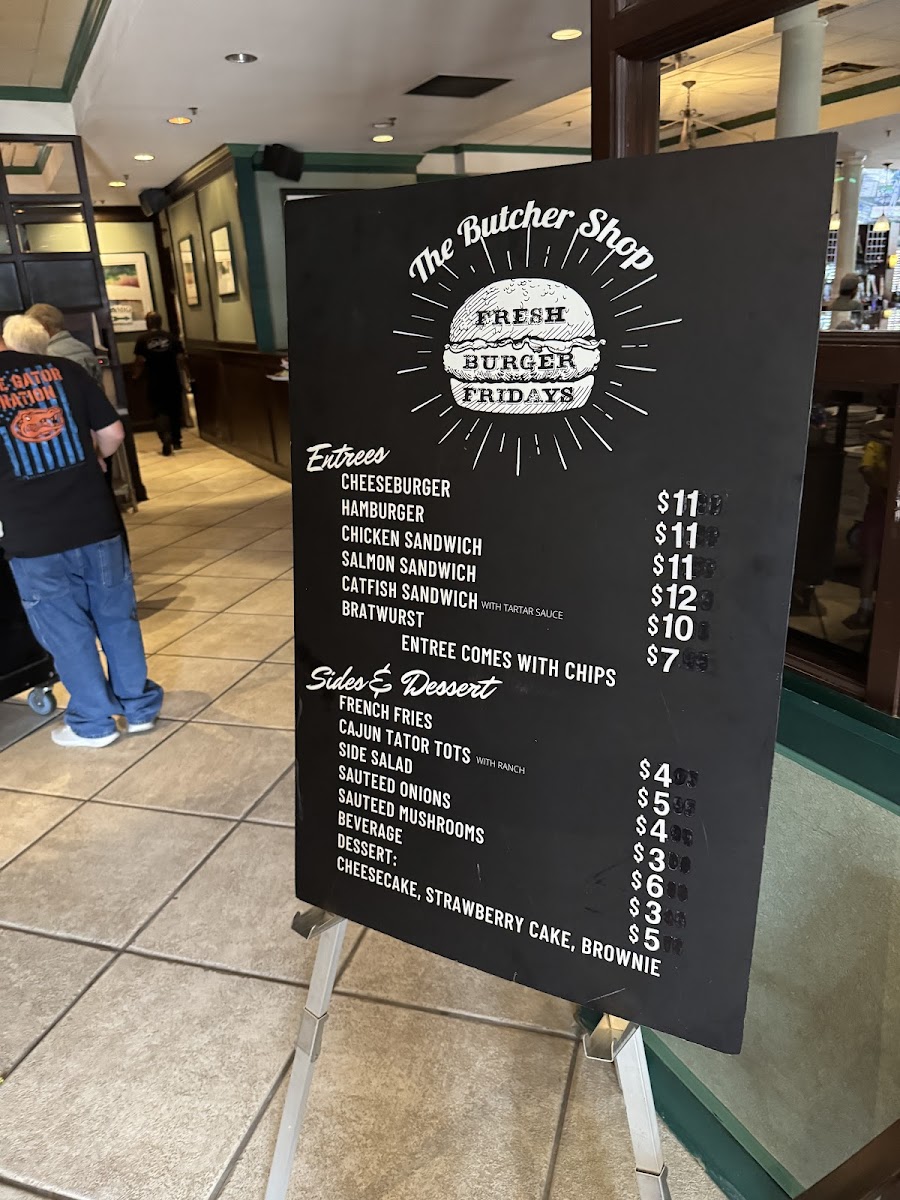 The Butcher Shop
FRESH
BURGER
FRIDAYS
Entrees
CHEESEBURGER $11
HAMBURGER $11
CHICKEN SANDWICH $11
SALMON SANDWICH $12
CATFISH SANDWICH WITH TARTAR SAUCE $10
BRATWURST $7
ENTREE COMES WITH CHIPS
Sides & Dessert
FRENCH FRIES $4
CAJUN TATOR TOTS WITH RANCH $5
SIDE SALAD $4
SAUTEED ONIONS $3
SAUTEED MUSHROOMS $6
BEVERAGE $3
DESSERT: $5
CHEESECAKE, STRAWBERRY CAKE, BROWNIE
GATOR
NATION